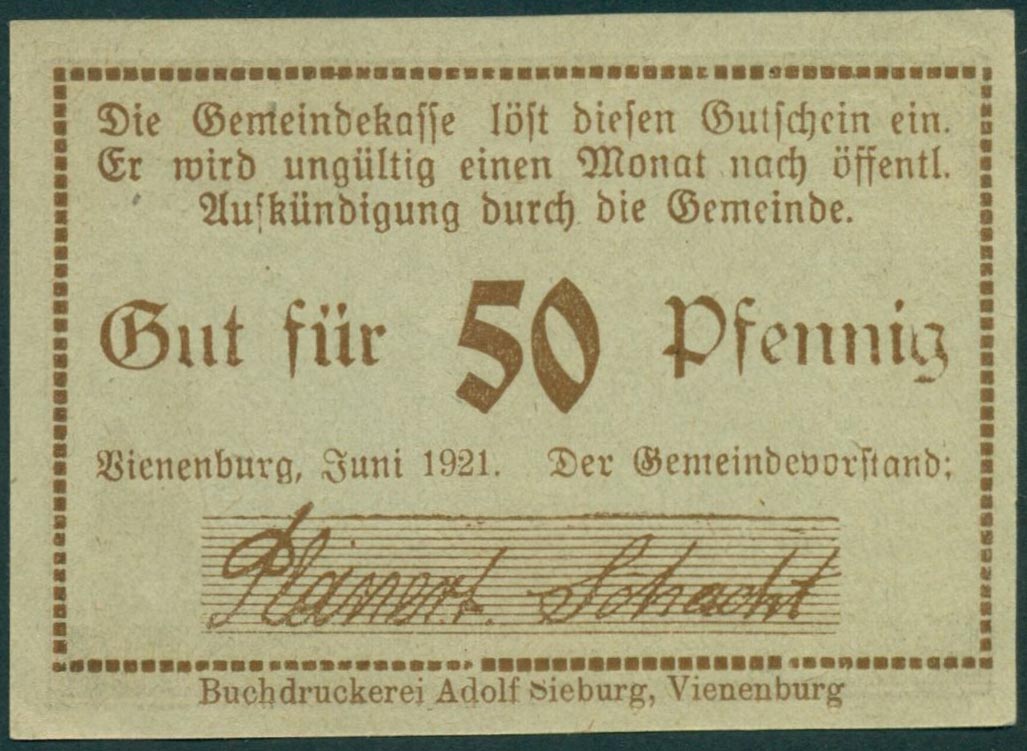 Die Gemeindekasse löst diesen Gutschein ein.
Er wird ungültig einen Monat nach öffentl.
Aufkündigung durch die Gemeinde.
Gut für 50 Pfennig
Vienenburg, Juni 1921. Der Gemeindevorstand:
Planert. Schacht
Buchdruckerei Adolf Sieburg, Vienenburg